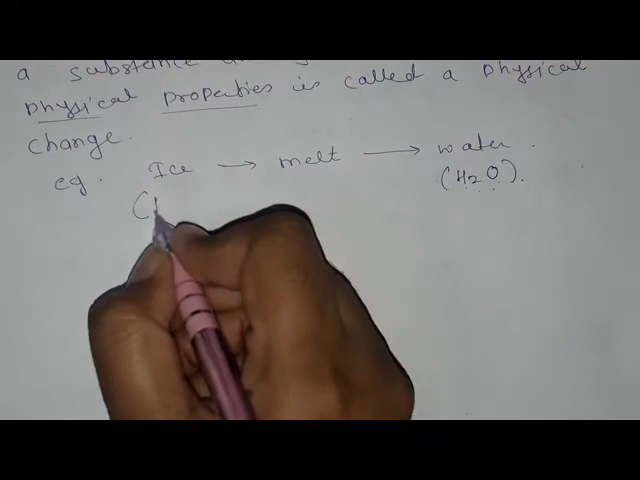 a substance
physical properties is called a physical
change.
eg. Ice → melt → water.
(H2O).
(